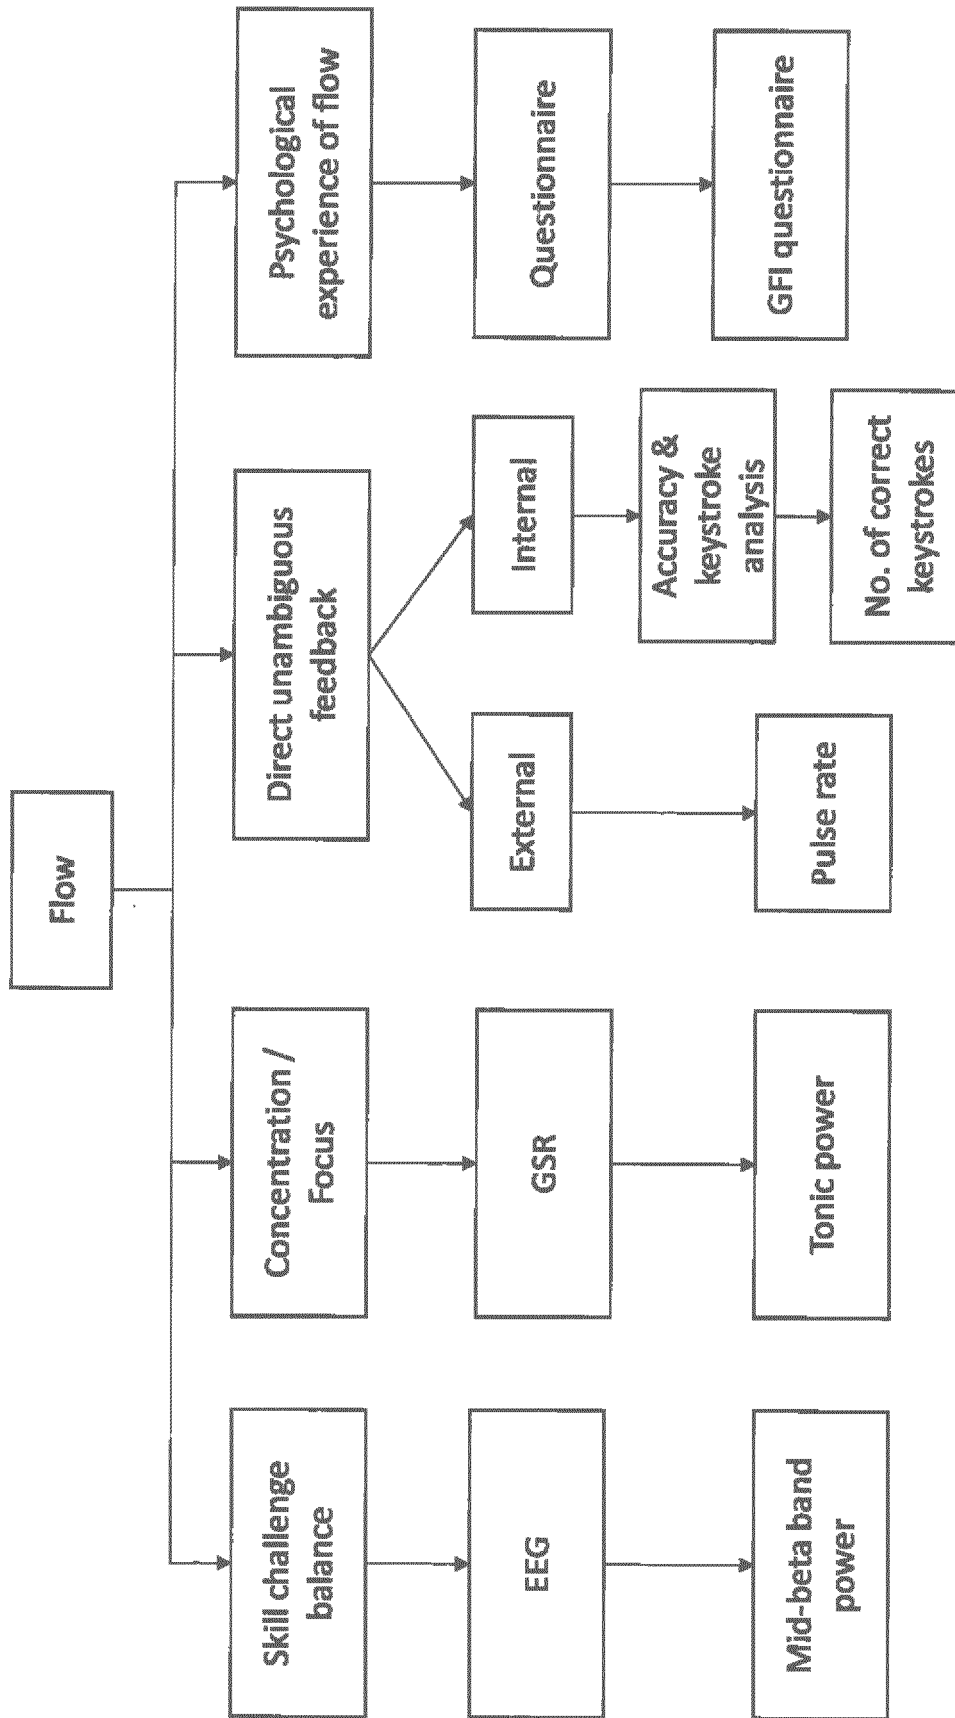 Flow
Skill challenge
balance
Concentration /
Focus
Direct unambiguous
feedback
Psychological
experience of flow
EEG
GSR
External
Internal
Questionnaire
Mid-beta band
power
Tonic power
Pulse rate
Accuracy &
keystroke
analysis
No. of correct
keystrokes
GFI questionnaire